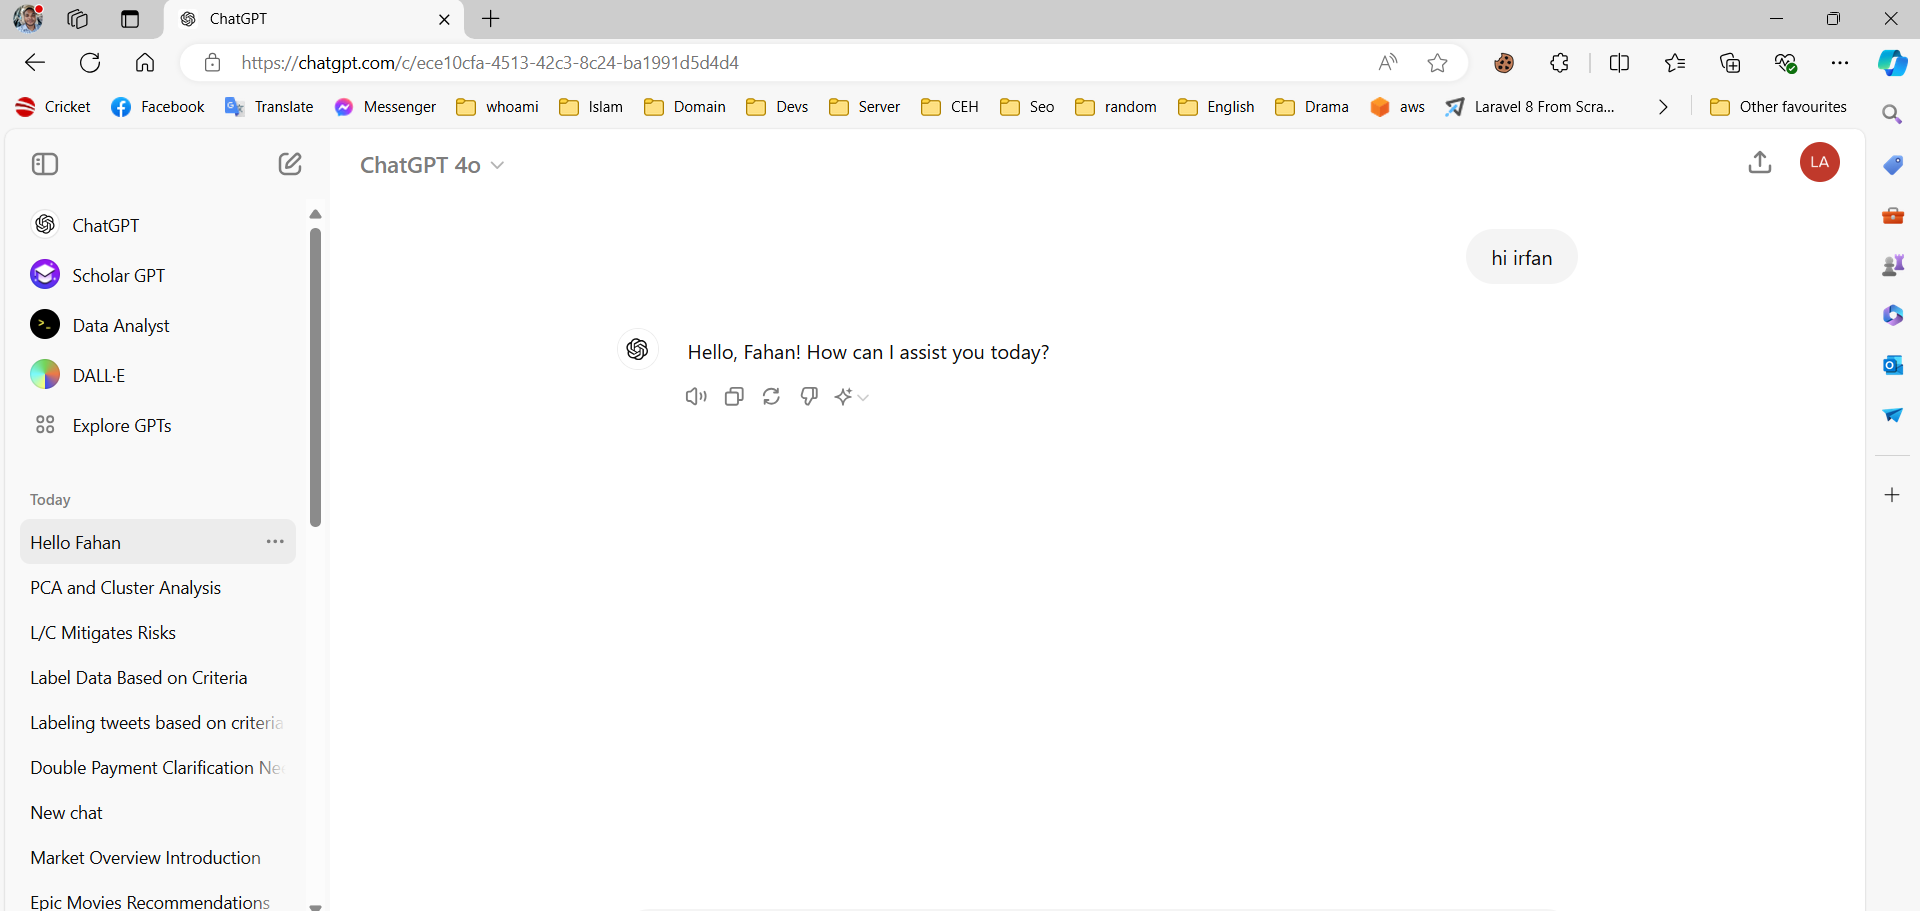 ChatGPT
https://chatgpt.com/c/ece10cfa-4513-42c3-8c24-ba1991d5d4d4
Cricket Facebook Translate Messenger whoami Islam Domain Devs Server CEH Seo random English Drama aws Laravel 8 From Scra... Other favourites
ChatGPT 4o
LA
ChatGPT
Scholar GPT
Data Analyst
DALL·E
Explore GPTs
Today
Hello Fahan
PCA and Cluster Analysis
L/C Mitigates Risks
Label Data Based on Criteria
Labeling tweets based on criteria
Double Payment Clarification Ne
New chat
Market Overview Introduction
Epic Movies Recommendations
hi irfan
Hello, Fahan! How can I assist you today?